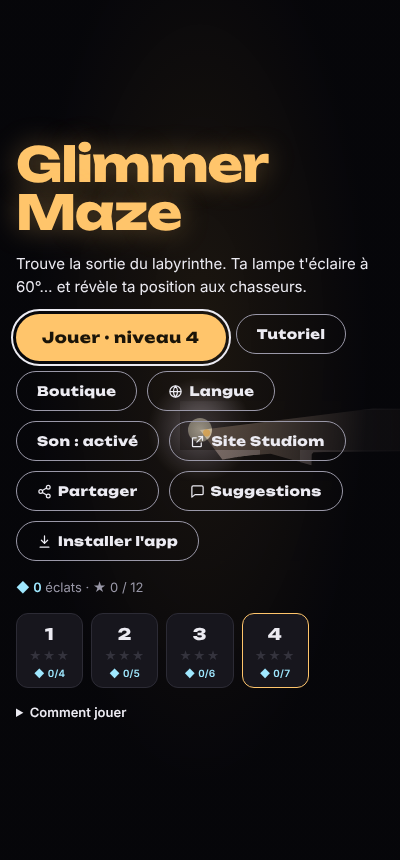 Glimmer
Maze
Trouve la sortie du labyrinthe. Ta lampe t'éclaire à
60°... et révèle ta position aux chasseurs.
Jouer · niveau 4
Tutoriel
Boutique
Langue
Son : activé
Site Studiom
Partager
Suggestions
Installer l'app
◆ 0 éclats · ★ 0 / 12
1 2 3 4
★★★ ★★★ ★★★ ★★★
◆ 0/4 ◆ 0/5 ◆ 0/6 ◆ 0/7
▶ Comment jouer